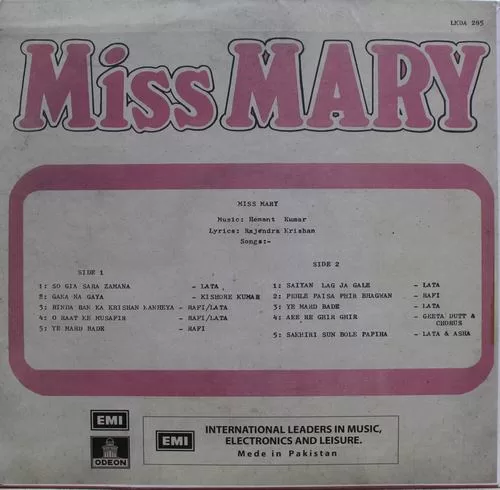 LKDA 205
Miss MARY
MISS MARY
Music: Hemant Kumar
Lyrics: Rajendra Krishan
Songs:-
SIDE 1
1: SO GIA SARA ZAMANA - LATA
2: GANA NA GAYA - KISHORE KUMAR
3: BINDA BAN KA KRISHAN KANHEYA - RAFI/LATA
4: O RAAT KE MUSAFIR - RAFI/LATA
5: YE MARD BADE - RAFI
SIDE 2
1: SAIYAN LAG JA GALE - LATA
2: PEHLE PAISA PHIR BHAGWAN - RAFI
3: YE MARD BADE - LATA
4: AEE RE GHIR GHIR - GEETA DUTT &
CHORUS
5: SAKHIRI SUN BOLE PAPIHA - LATA & ASHA
EMI
ODEON
EMI
INTERNATIONAL LEADERS IN MUSIC,
ELECTRONICS AND LEISURE.
Mede in Pakistan